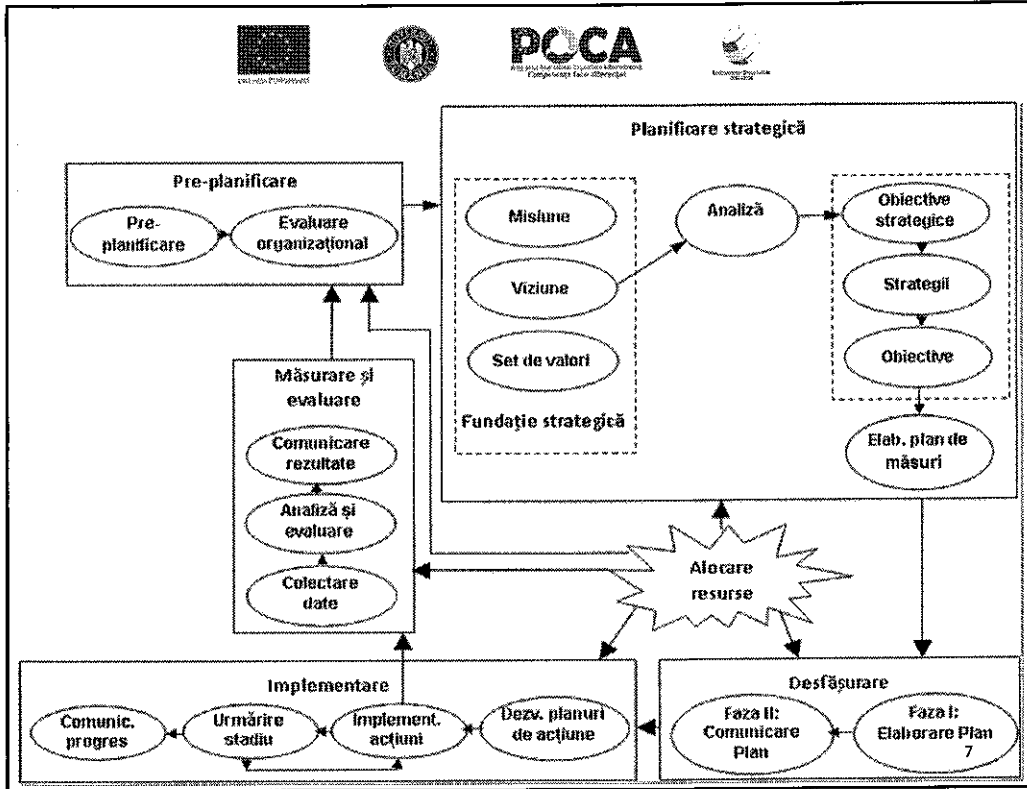 POCA
Competența face diferența!
Planificare strategică
Pre-planificare
Pre-
planificare
Evaluare
organizațional
Misiune
Viziune
Set de valori
Fundație strategică
Analiză
Obiective
strategice
Strategii
Obiective
Elab. plan de
măsuri
Măsurare și
evaluare
Comunicare
rezultate
Analiză și
evaluare
Colectare
date
Alocare
resurse
Implementare
Comunic.
progres
Urmărire
stadiu
Implement.
acțiuni
Dezv. planuri
de acțiune
Desfășurare
Faza II:
Comunicare
Plan
Faza I:
Elaborare Plan
7